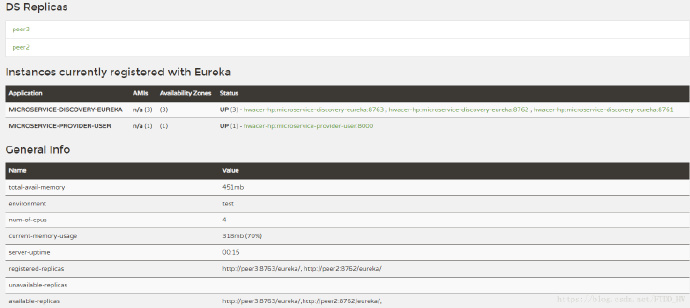 DS Replicas
peer3
peer2
Instances currently registered with Eureka
Application AMIs Availability Zones Status
MICROSERVICE-DISCOVERY-EUREKA n/a (3) (3) UP (3) - hwacer-hp:microservice-discovery-eureka:8763 , hwacer-hp:microservice-discovery-eureka:8762 , hwacer-hp:microservice-discovery-eureka:8761
MICROSERVICE-PROVIDER-USER n/a (1) (1) UP (1) - hwacer-hp:microservice-provider-user:8000
General Info
Name Value
total-avail-memory 451mb
environment test
num-of-cpus 4
current-memory-usage 318mb (70%)
server-uptime 00:15
registered-replicas http://peer3:8763/eureka/, http://peer2:8762/eureka/
unavailable-replicas
available-replicas http://peer3:8763/eureka/,http://peer2:8762/eureka/,